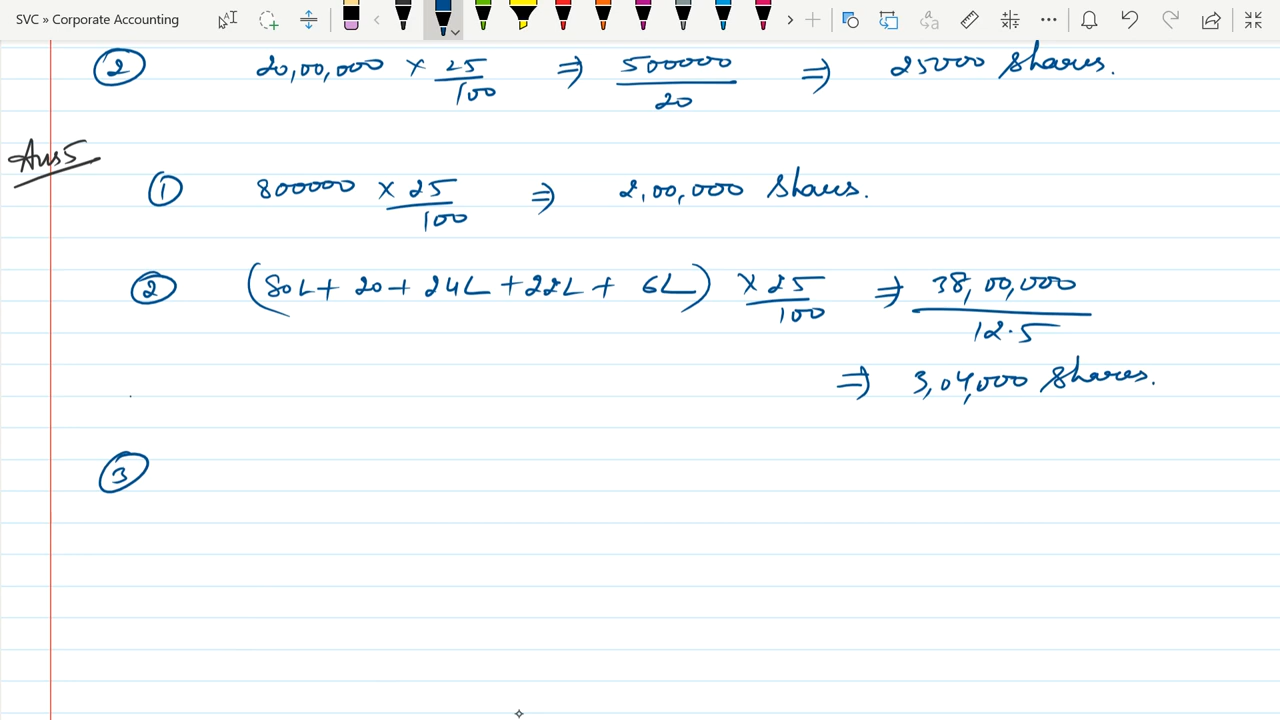 SVC » Corporate Accounting
② 20,00,000 × 25/100 ⇒ 500000/20 ⇒ 25000 shares.
Ans 5
① 800000 × 25/100 ⇒ 2,00,000 shares.
② (80L + 20 + 24L + 22L + 6L) × 25/100 ⇒ 38,00,000/12.5
⇒ 3,04,000 shares.
③